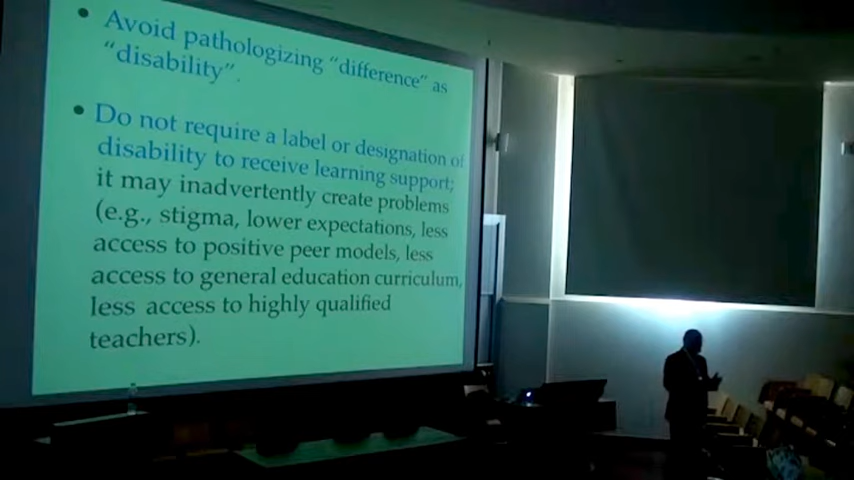 • Avoid pathologizing "difference" as
"disability".
• Do not require a label or designation of
disability to receive learning support;
it may inadvertently create problems
(e.g., stigma, lower expectations, less
access to positive peer models, less
access to general education curriculum,
less access to highly qualified
teachers).